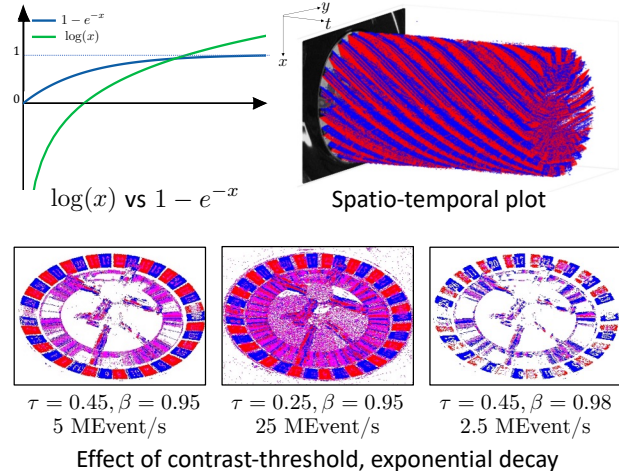 1 − e^{−x}
log(x)
1
0
y
t
x
log(x) vs 1 − e^{−x}
Spatio-temporal plot
τ = 0.45, β = 0.95
5 MEvent/s
τ = 0.25, β = 0.95
25 MEvent/s
τ = 0.45, β = 0.98
2.5 MEvent/s
Effect of contrast-threshold, exponential decay